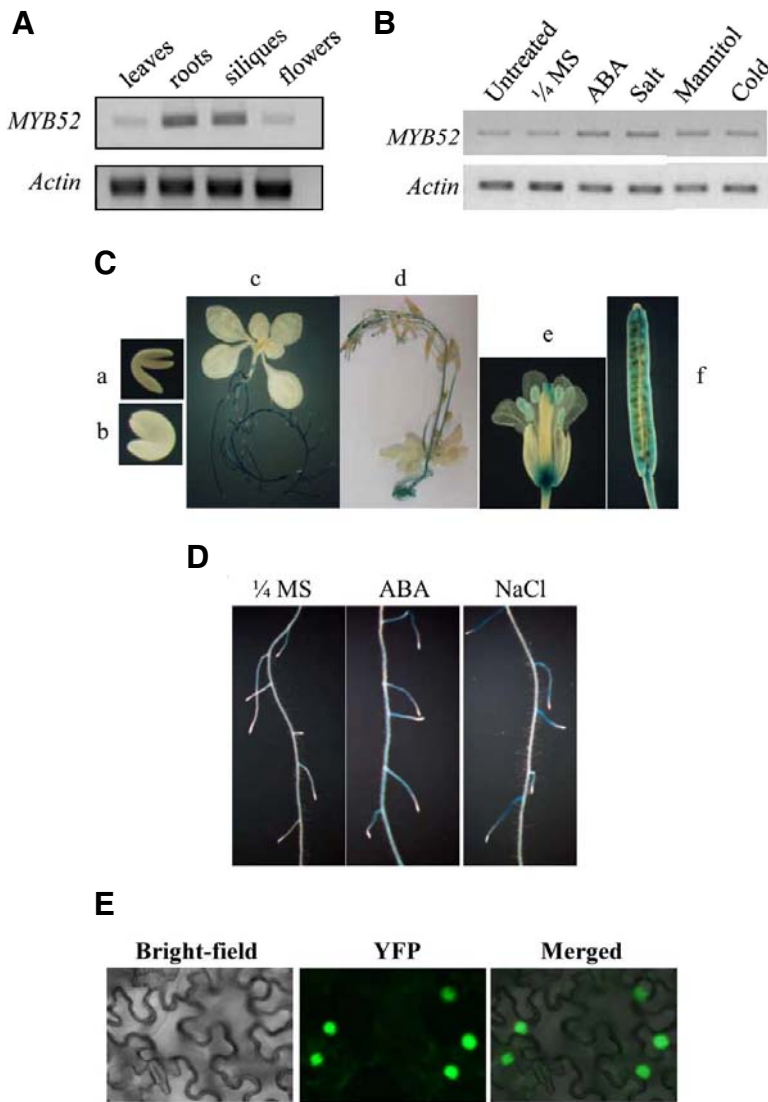 A
leaves roots siliques flowers
MYB52
Actin
B
Untreated ¼ MS ABA Salt Mannitol Cold
MYB52
Actin
C
c d
a e f
b
D
¼ MS ABA NaCl
E
Bright-field YFP Merged